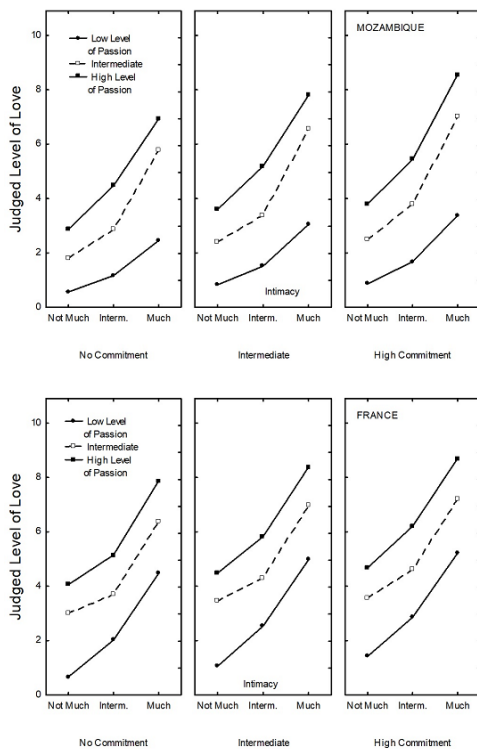 10
8
6
4
2
0
Judged Level of Love
Low Level
of Passion
Intermediate
High Level
of Passion
MOZAMBIQUE
Intimacy
Not Much Interm. Much
Not Much Interm. Much
Not Much Interm. Much
No Commitment
Intermediate
High Commitment
10
8
6
4
2
0
Judged Level of Love
Low Level
of Passion
Intermediate
High Level
of Passion
FRANCE
Intimacy
Not Much Interm. Much
Not Much Interm. Much
Not Much Interm. Much
No Commitment
Intermediate
High Commitment